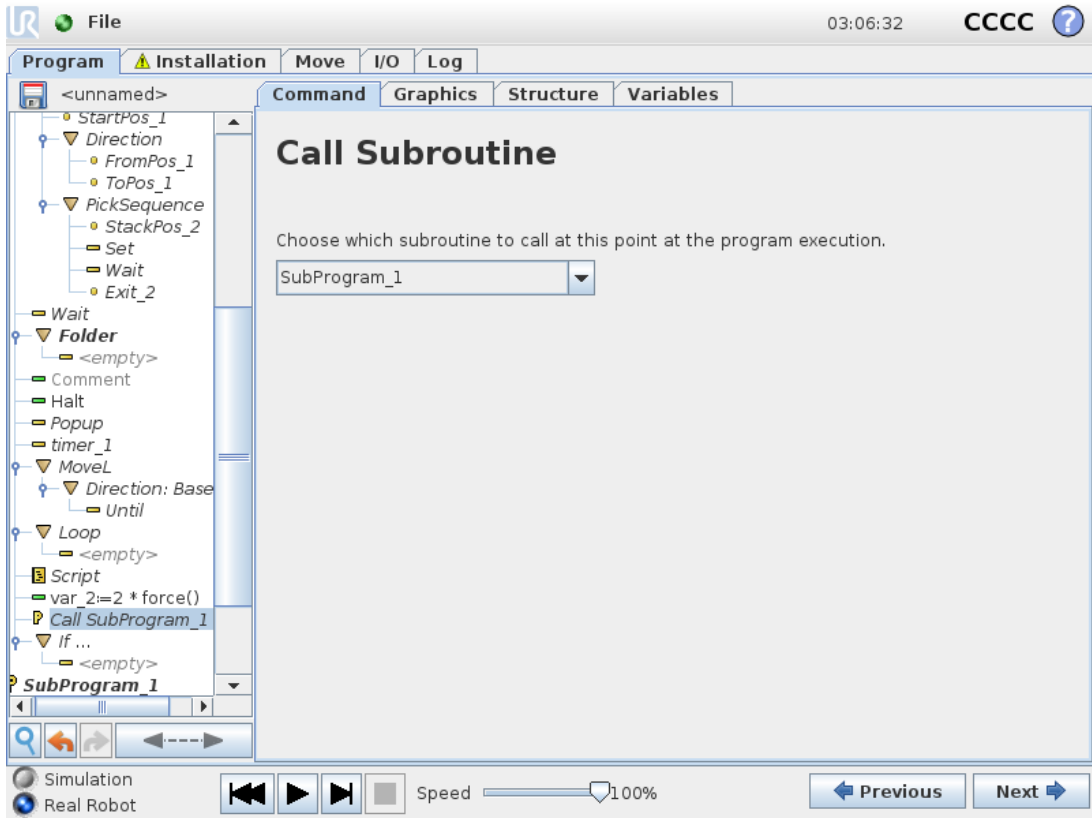 UR File 03:06:32 CCCC ?
Program Installation Move I/O Log
<unnamed>
Command Graphics Structure Variables
StartPos_1
Direction
FromPos_1
ToPos_1
PickSequence
StackPos_2
Set
Wait
Exit_2
Wait
Folder
<empty>
Comment
Halt
Popup
timer_1
MoveL
Direction: Base
Until
Loop
<empty>
Script
var_2:=2 * force()
Call SubProgram_1
If ...
<empty>
SubProgram_1
Call Subroutine
Choose which subroutine to call at this point at the program execution.
SubProgram_1
Simulation
Real Robot
Speed 100%
Previous Next